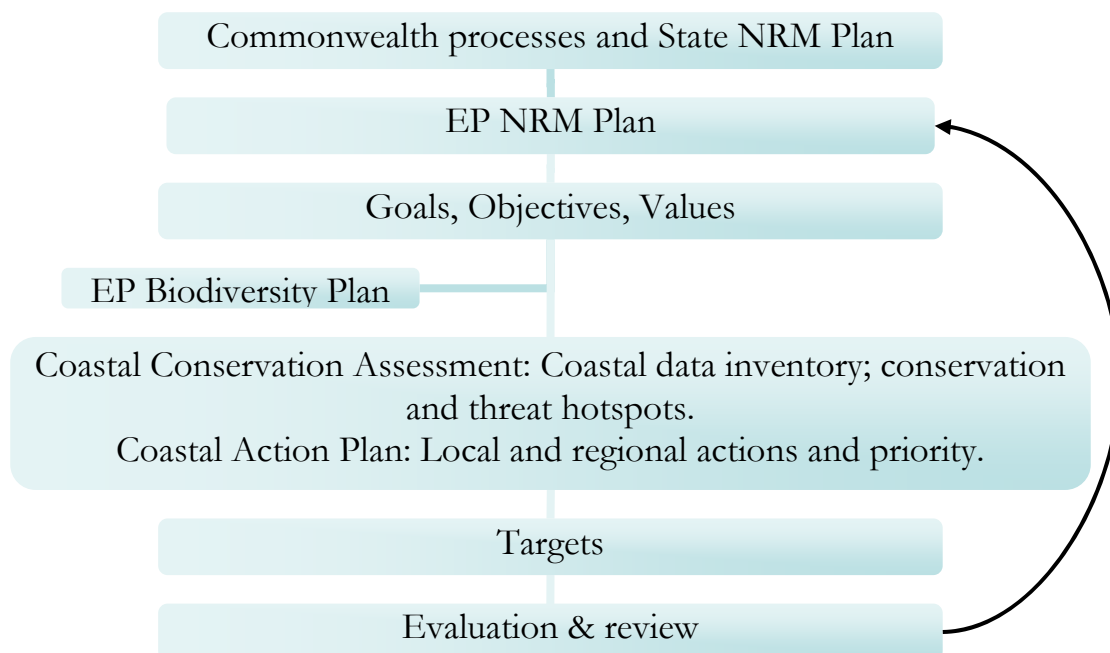 Commonwealth processes and State NRM Plan
EP NRM Plan
Goals, Objectives, Values
EP Biodiversity Plan
Coastal Conservation Assessment: Coastal data inventory; conservation
and threat hotspots.
Coastal Action Plan: Local and regional actions and priority.
Targets
Evaluation & review